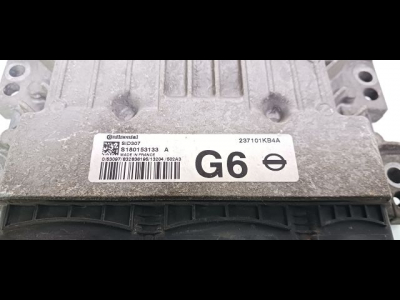 Continental
SID307
S180153133 A
MADE IN FRANCE
237101KB4A
G6